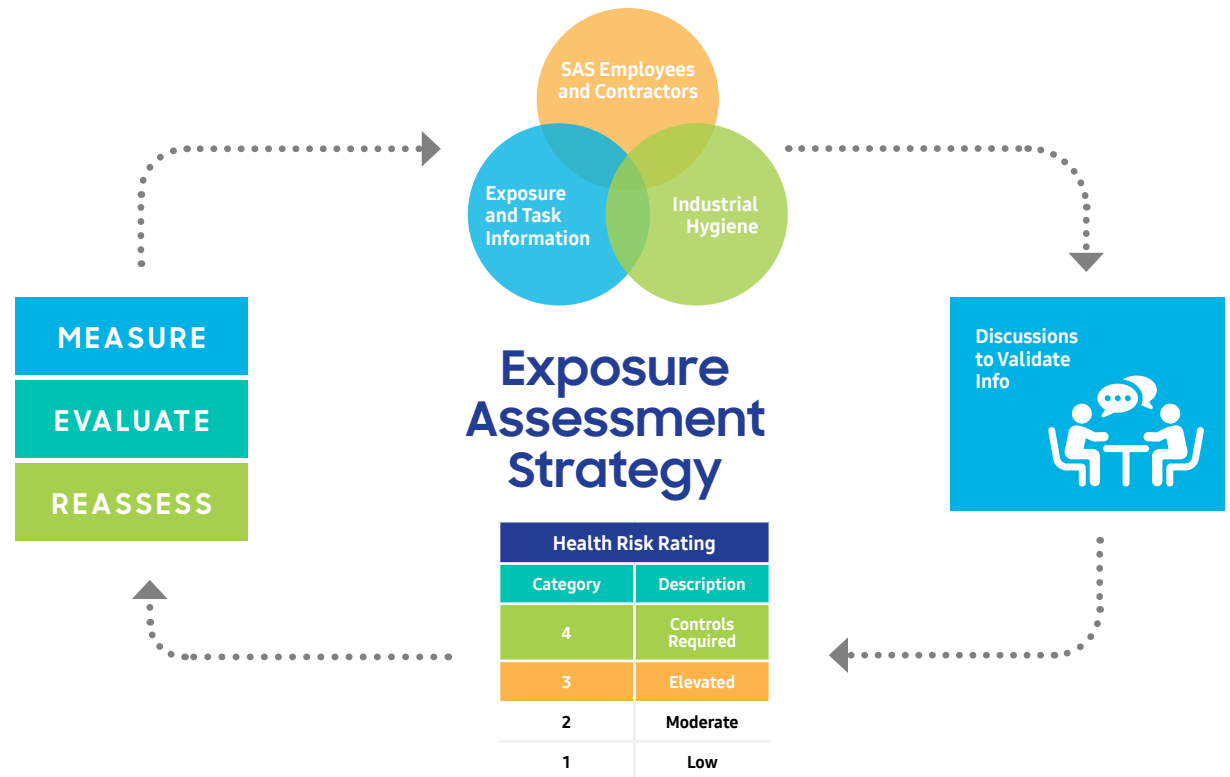 SAS Employees
and Contractors
Exposure
and Task
Information
Industrial
Hygiene
MEASURE
EVALUATE
REASSESS
Exposure
Assessment
Strategy
Discussions
to Validate
Info
Health Risk Rating
Category Description
4 Controls
Required
3 Elevated
2 Moderate
1 Low